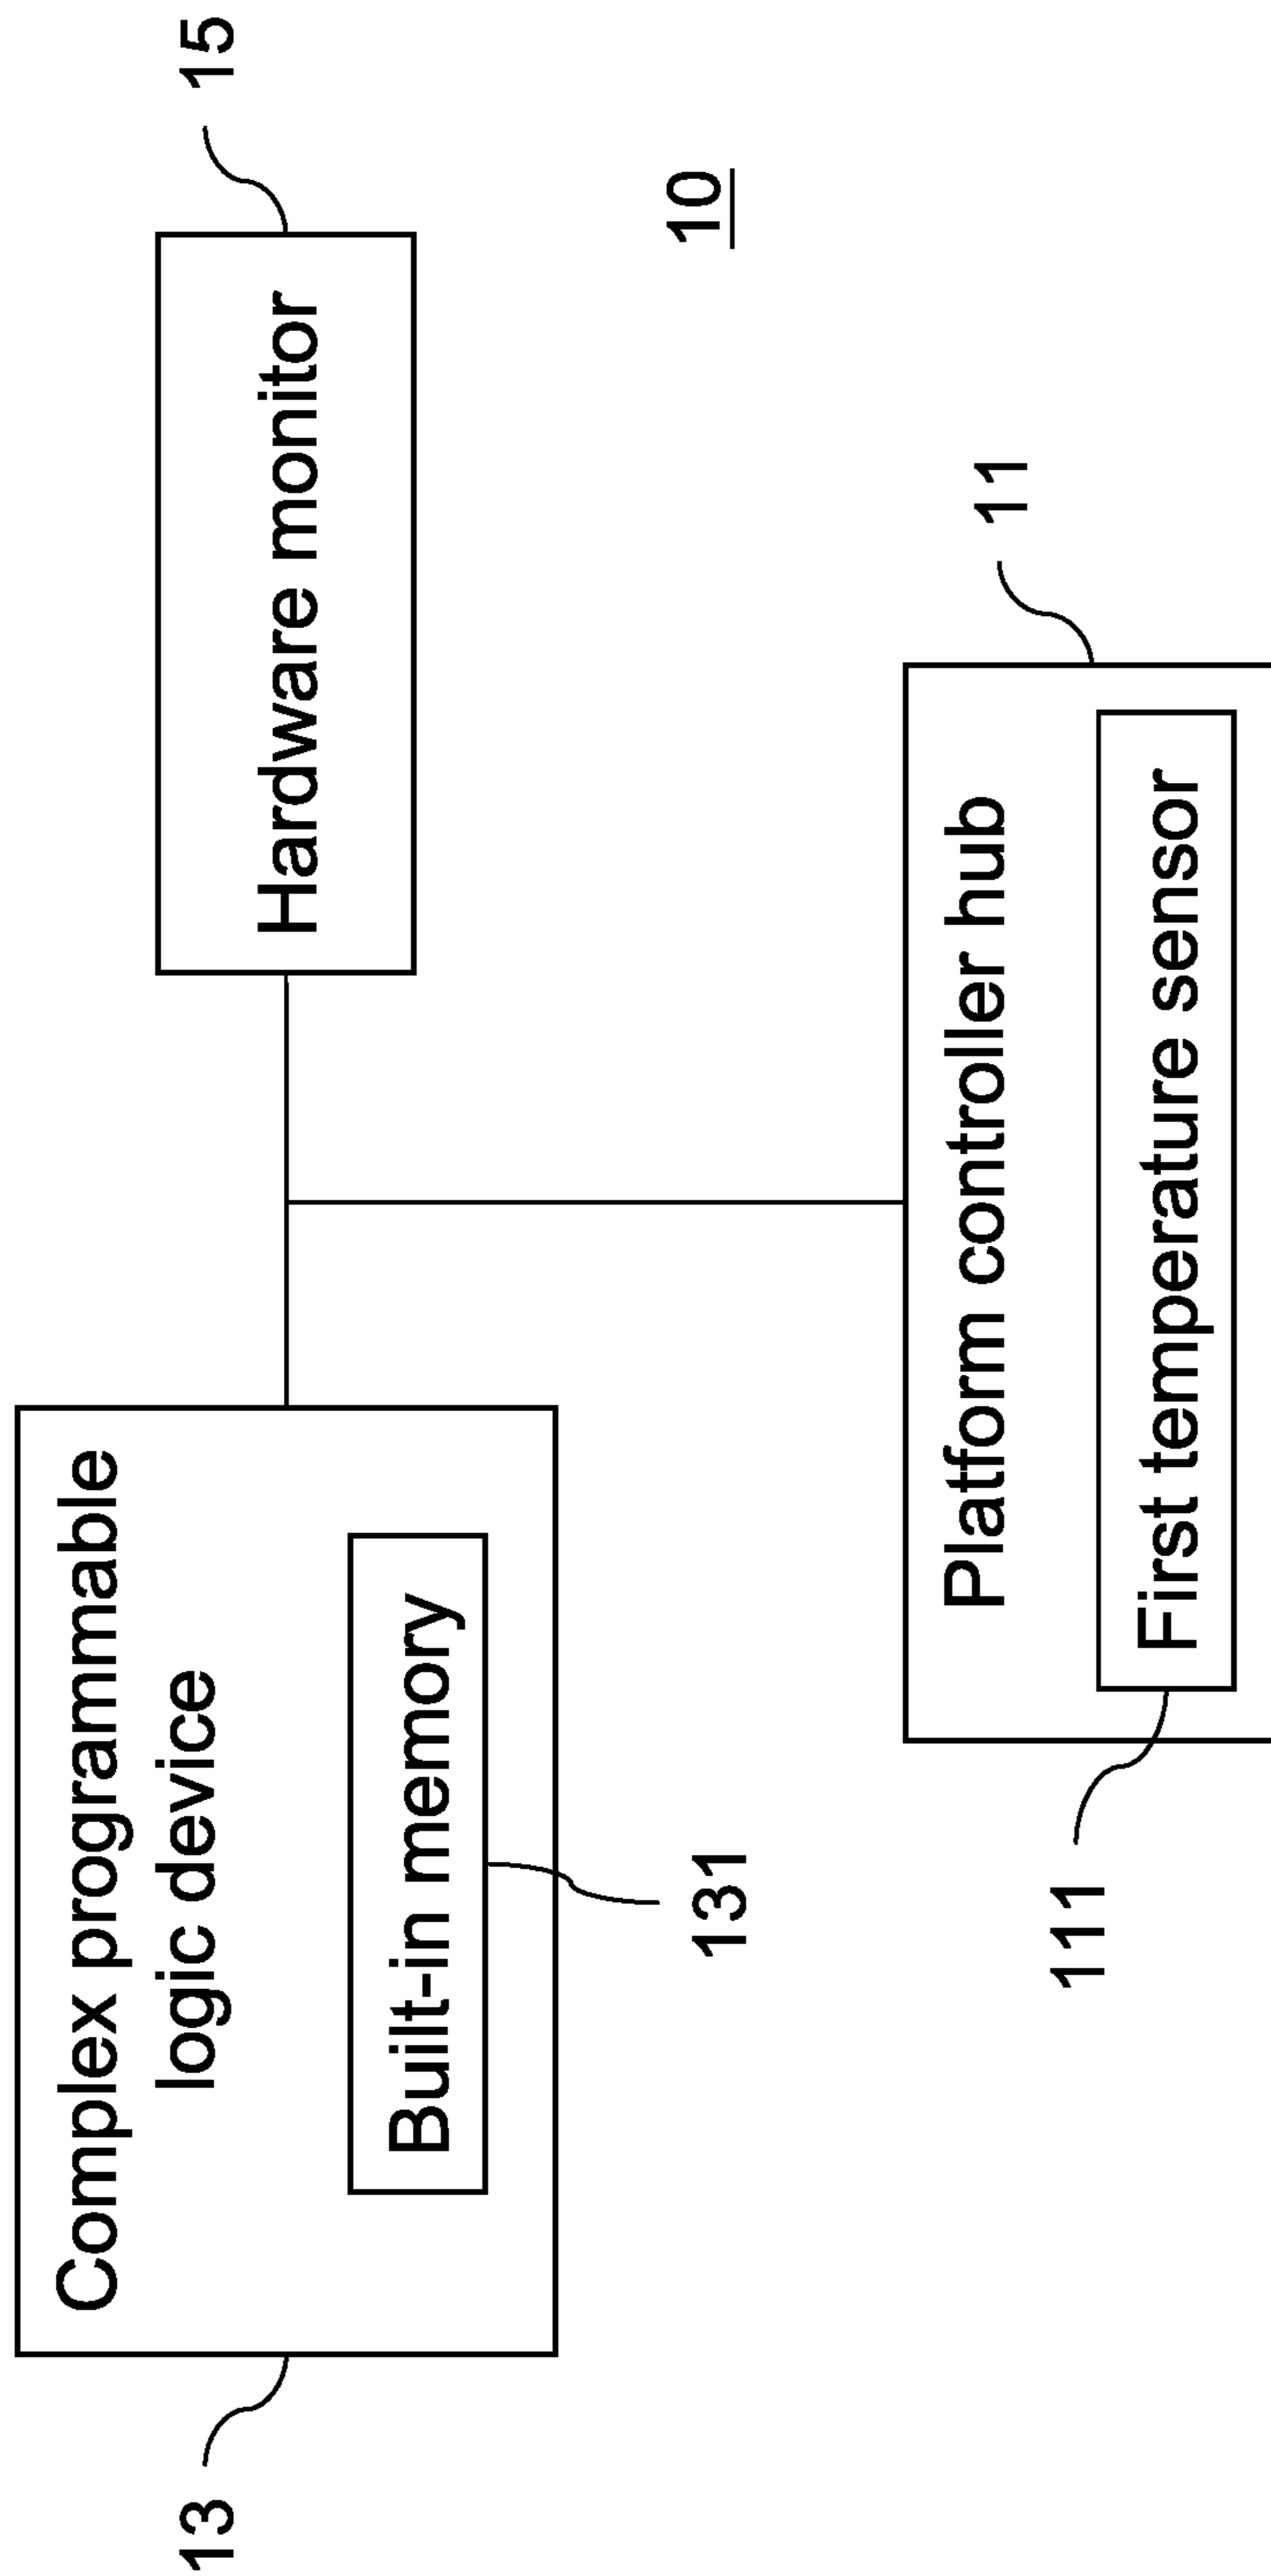 13
Complex programmable
logic device
Built-in memory
131
Hardware monitor
15
10
Platform controller hub
11
First temperature sensor
111